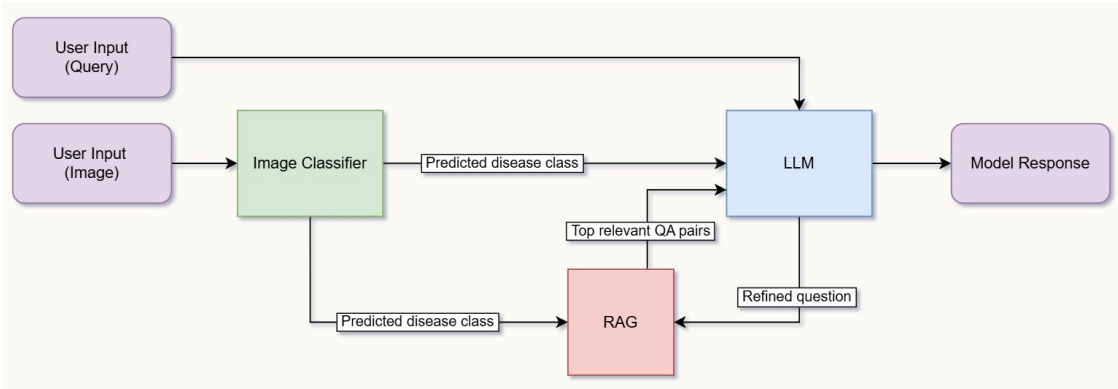 User Input
(Query)
User Input
(Image)
Image Classifier
Predicted disease class
LLM
Model Response
Top relevant QA pairs
Refined question
Predicted disease class
RAG